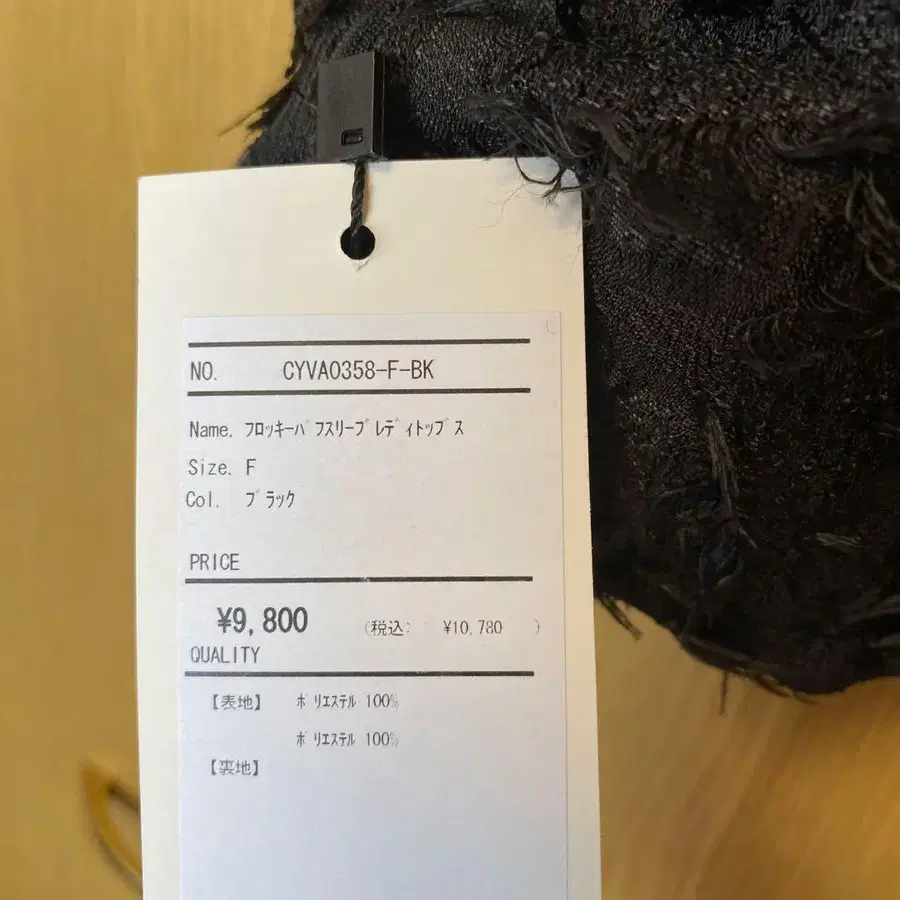 NO. CYVA0358-F-BK
Name. フロッキーパフスリーブレディトップス
Size. F
Col. ブラック
PRICE
¥9,800 (税込: ¥10,780 )
QUALITY
【表地】 ポリエステル 100%
ポリエステル 100%
【裏地】